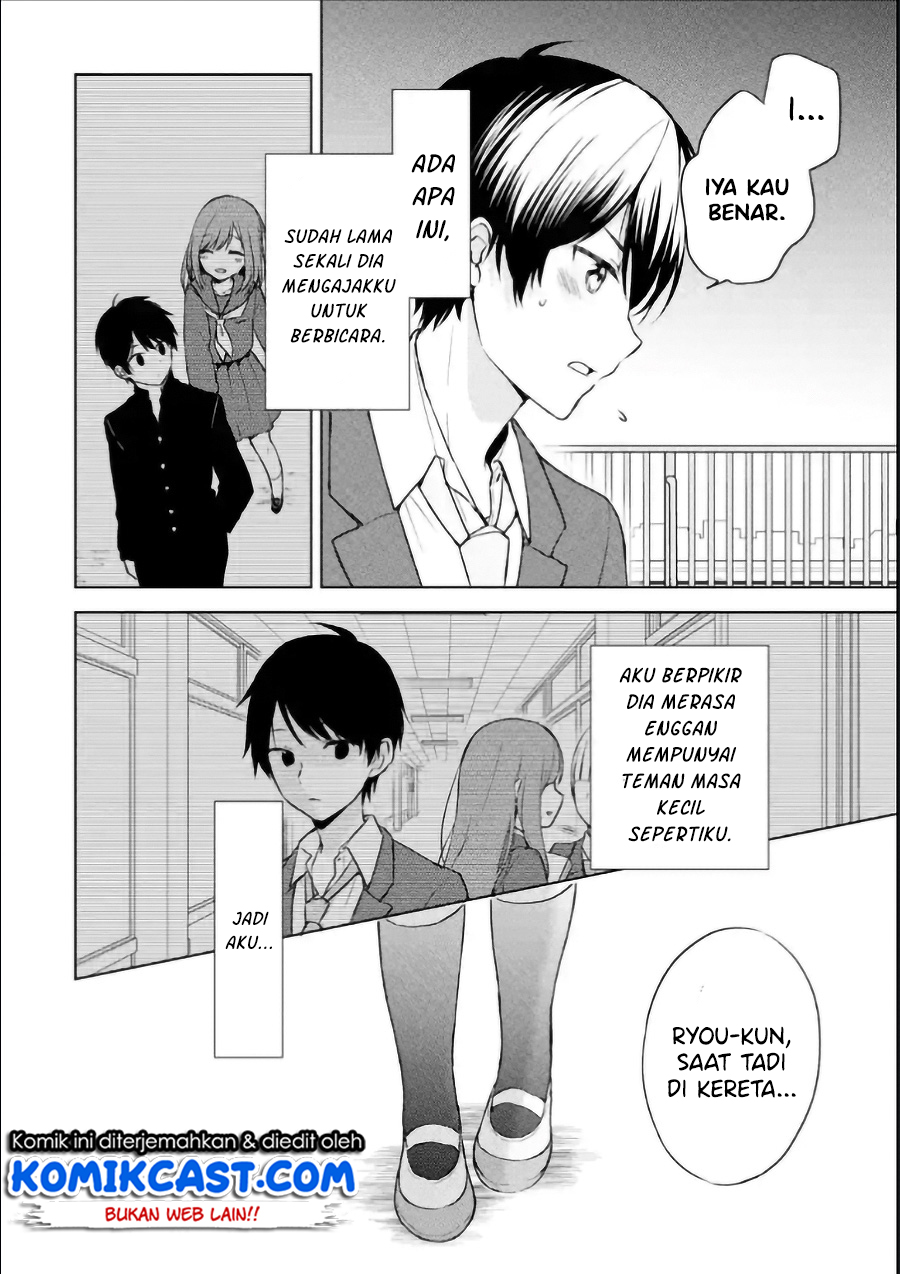 I...
IYA KAU
BENAR.
ADA
APA
INI,
SUDAH LAMA
SEKALI DIA
MENGAJAKKU
UNTUK
BERBICARA.
AKU BERPIKIR
DIA MERASA
ENGGAN
MEMPUNYAI
TEMAN MASA
KECIL
SEPERTIKU.
JADI
AKU...
RYOU-KUN,
SAAT TADI
DI KERETA...
Komik ini diterjemahkan & diedit oleh
KOMIKCAST.COM
BUKAN WEB LAIN!!